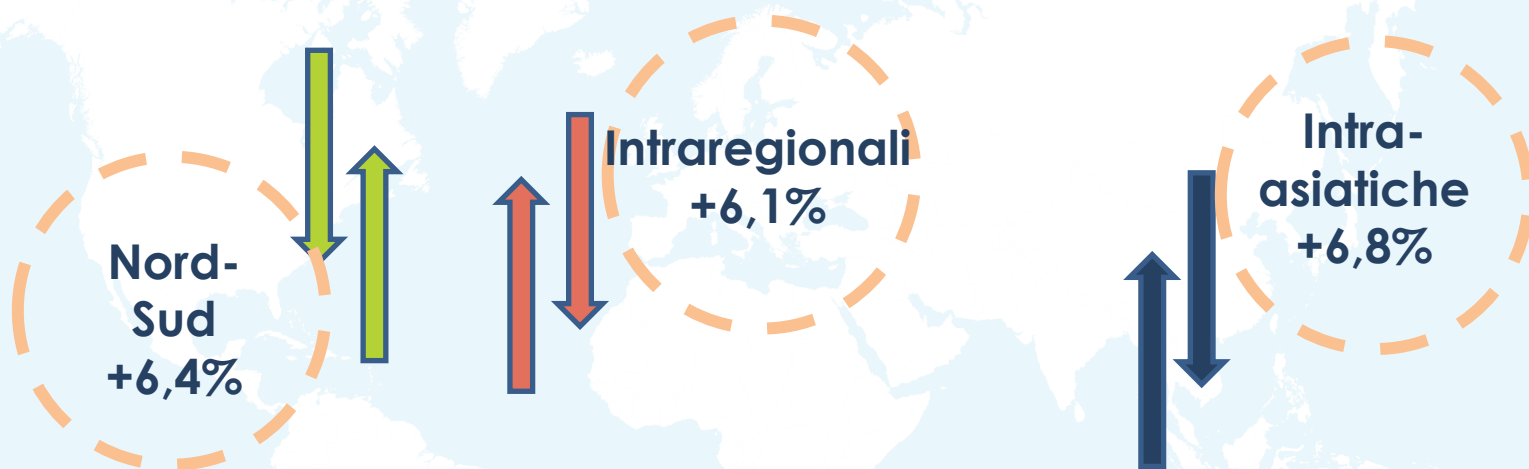 Nord-
Sud
+6,4%
Intraregionali
+6,1%
Intra-
asiatiche
+6,8%